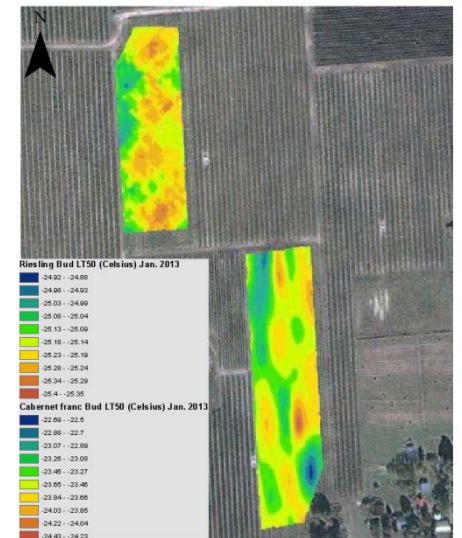 N
Riesling Bud LT50 (Celsius) Jan. 2013
-24.92 - -24.88
-24.98 - -24.93
-25.03 - -24.99
-25.08 - -25.04
-25.13 - -25.09
-25.18 - -25.14
-25.23 - -25.19
-25.28 - -25.24
-25.34 - -25.29
-25.4 - -25.35
Cabernet franc Bud LT50 (Celsius) Jan. 2013
-22.69 - -22.5
-22.88 - -22.7
-23.07 - -22.89
-23.26 - -23.08
-23.45 - -23.27
-23.65 - -23.46
-23.84 - -23.66
-24.03 - -23.85
-24.22 - -24.04
-24.43 - -24.23